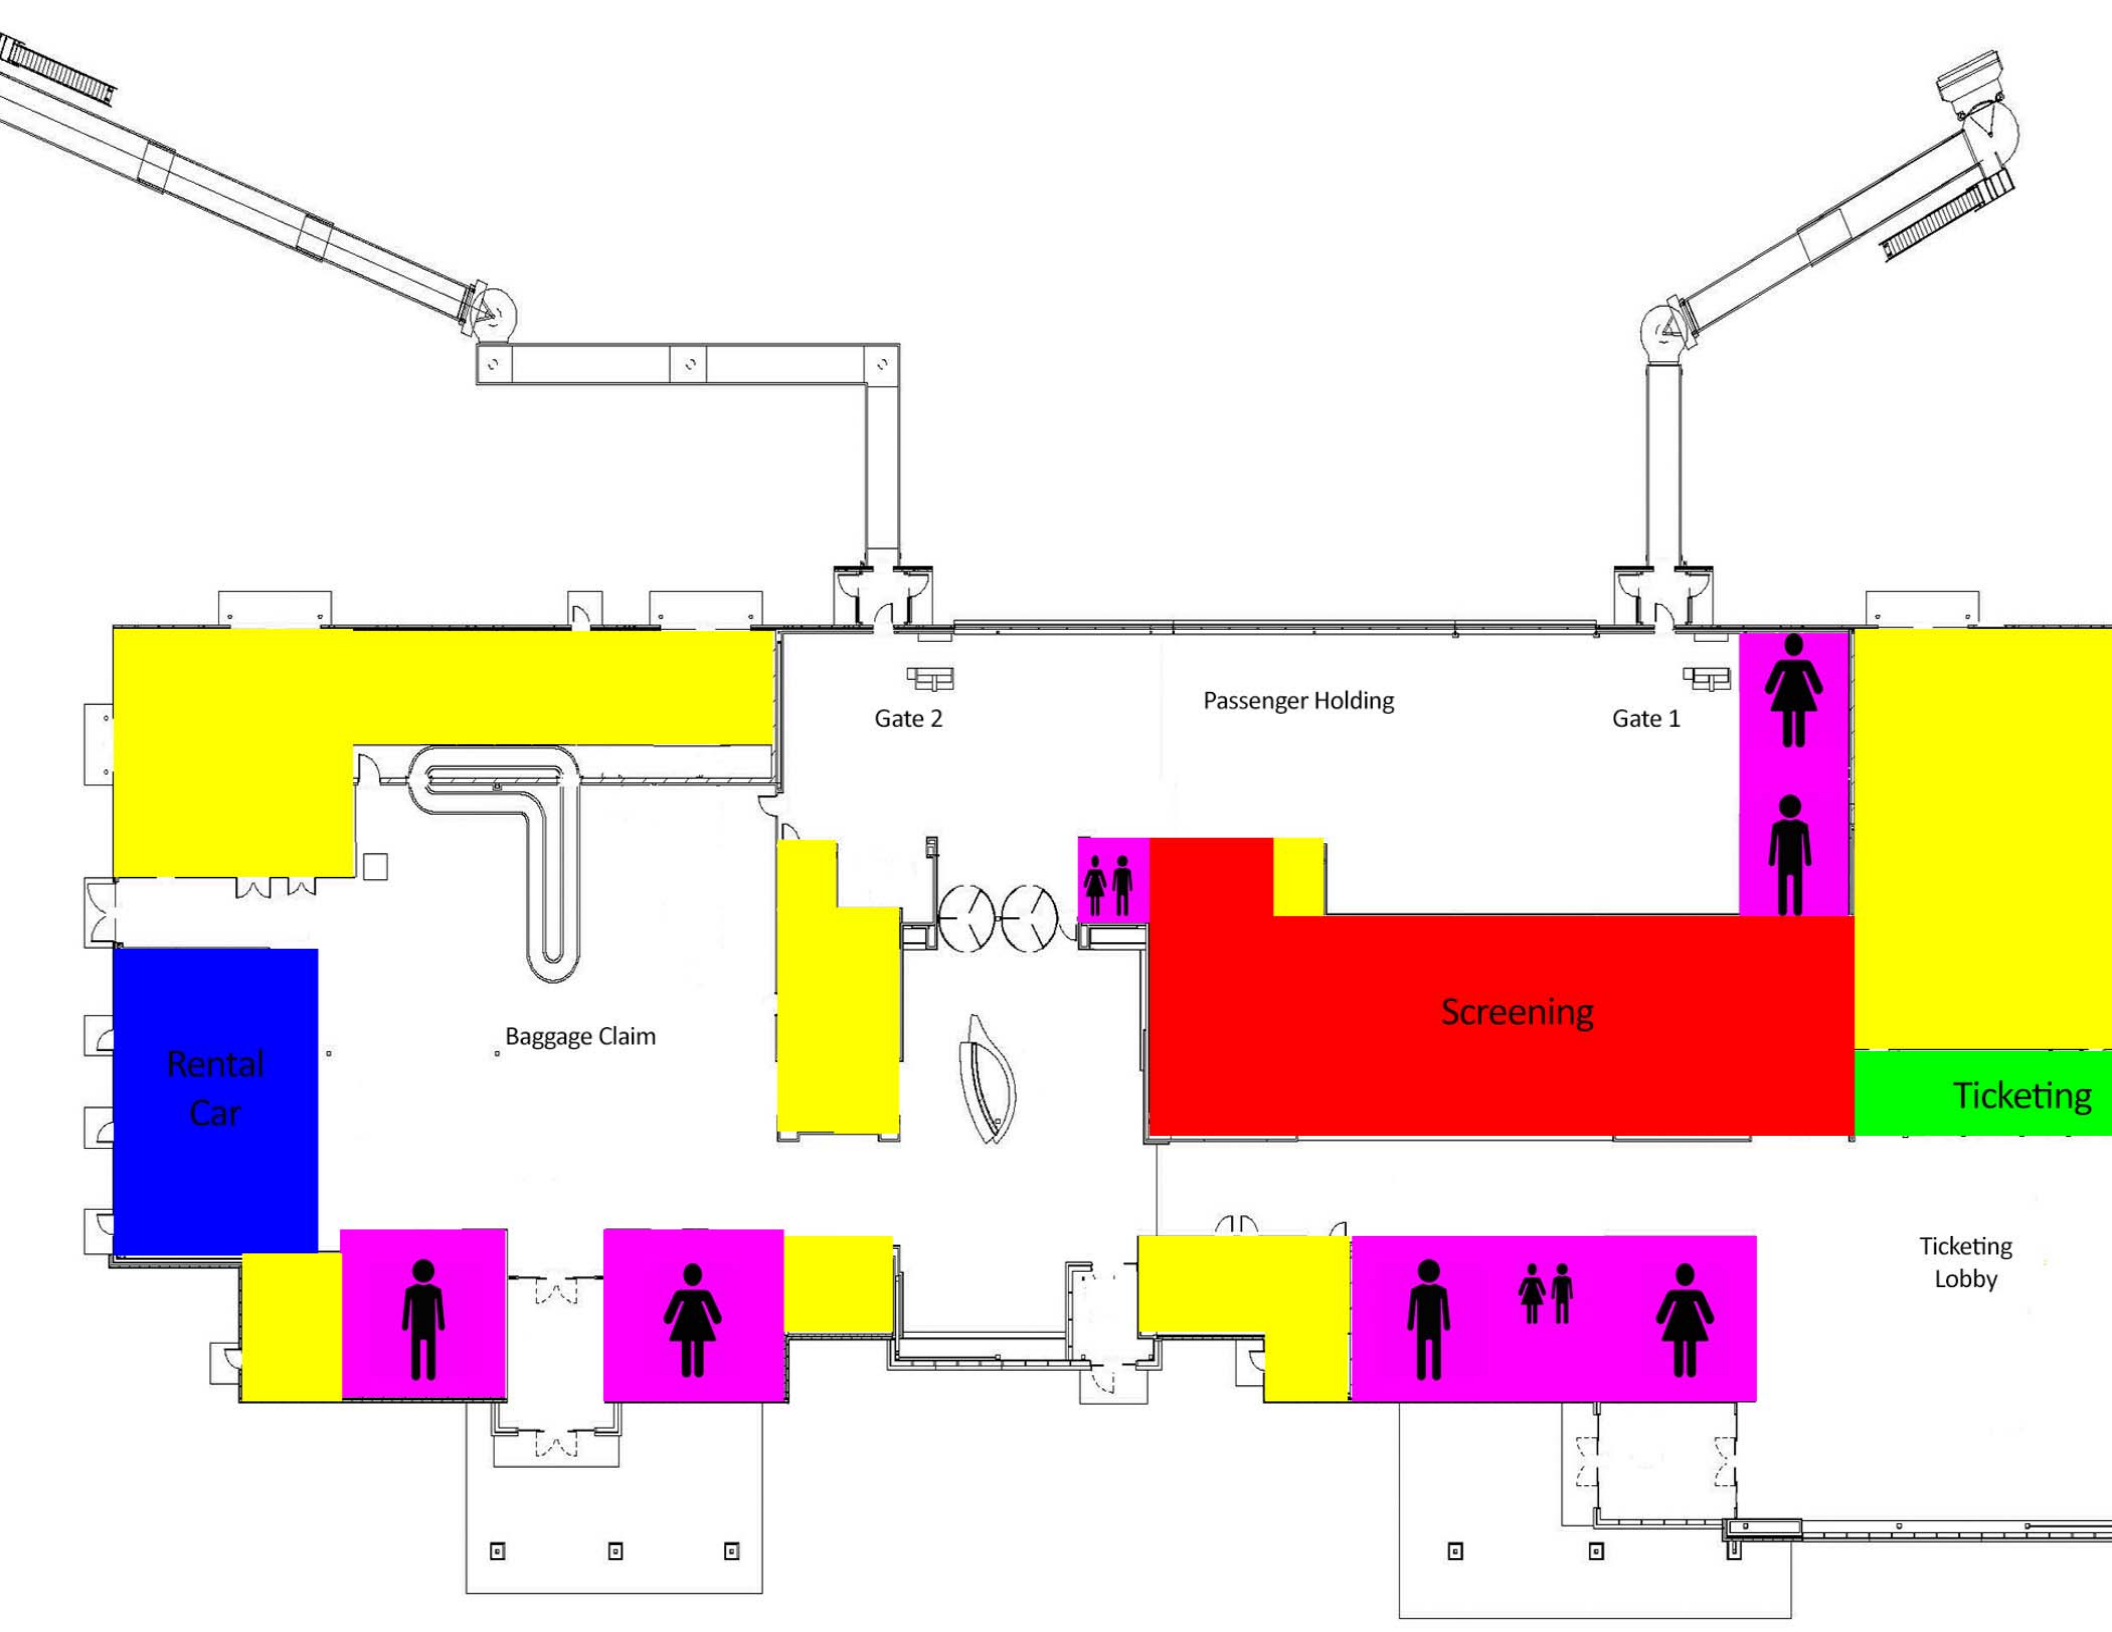 Passenger Holding
Gate 2
Gate 1
Screening
Baggage Claim
Rental
Car
Ticketing
Ticketing
Lobby